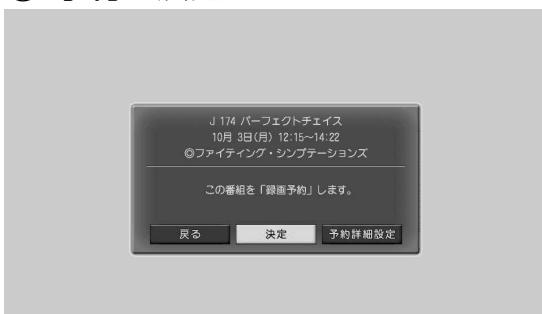 J 174 パーフェクトチェイス
10月 3日(月) 12:15~14:22
◎ファイティング・シンプテーションズ
この番組を「録画予約」します。
戻る 決定 予約詳細設定